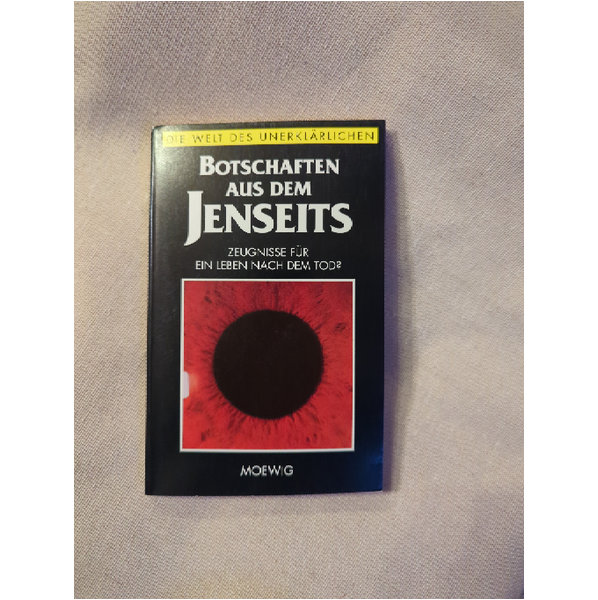 DIE WELT DES UNERKLÄRLICHEN
BOTSCHAFTEN
AUS DEM
JENSEITS
ZEUGNISSE FÜR
EIN LEBEN NACH DEM TOD?
MOEWIG